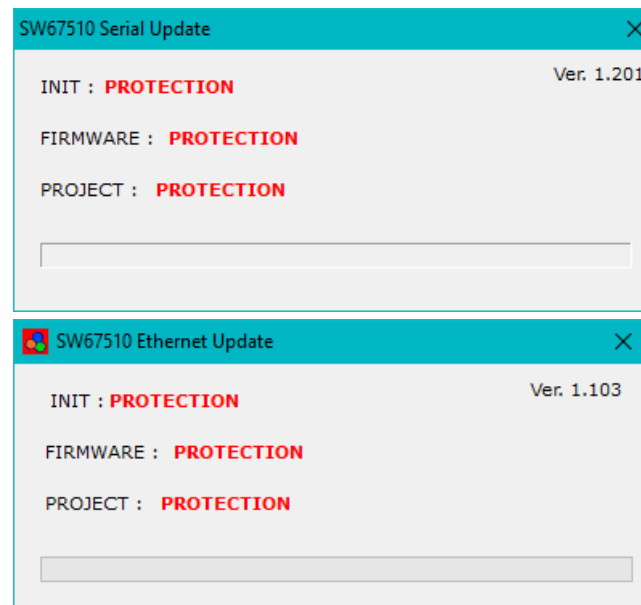 SW67510 Serial Update
Ver. 1.201
INIT : PROTECTION
FIRMWARE : PROTECTION
PROJECT : PROTECTION
SW67510 Ethernet Update
Ver. 1.103
INIT : PROTECTION
FIRMWARE : PROTECTION
PROJECT : PROTECTION